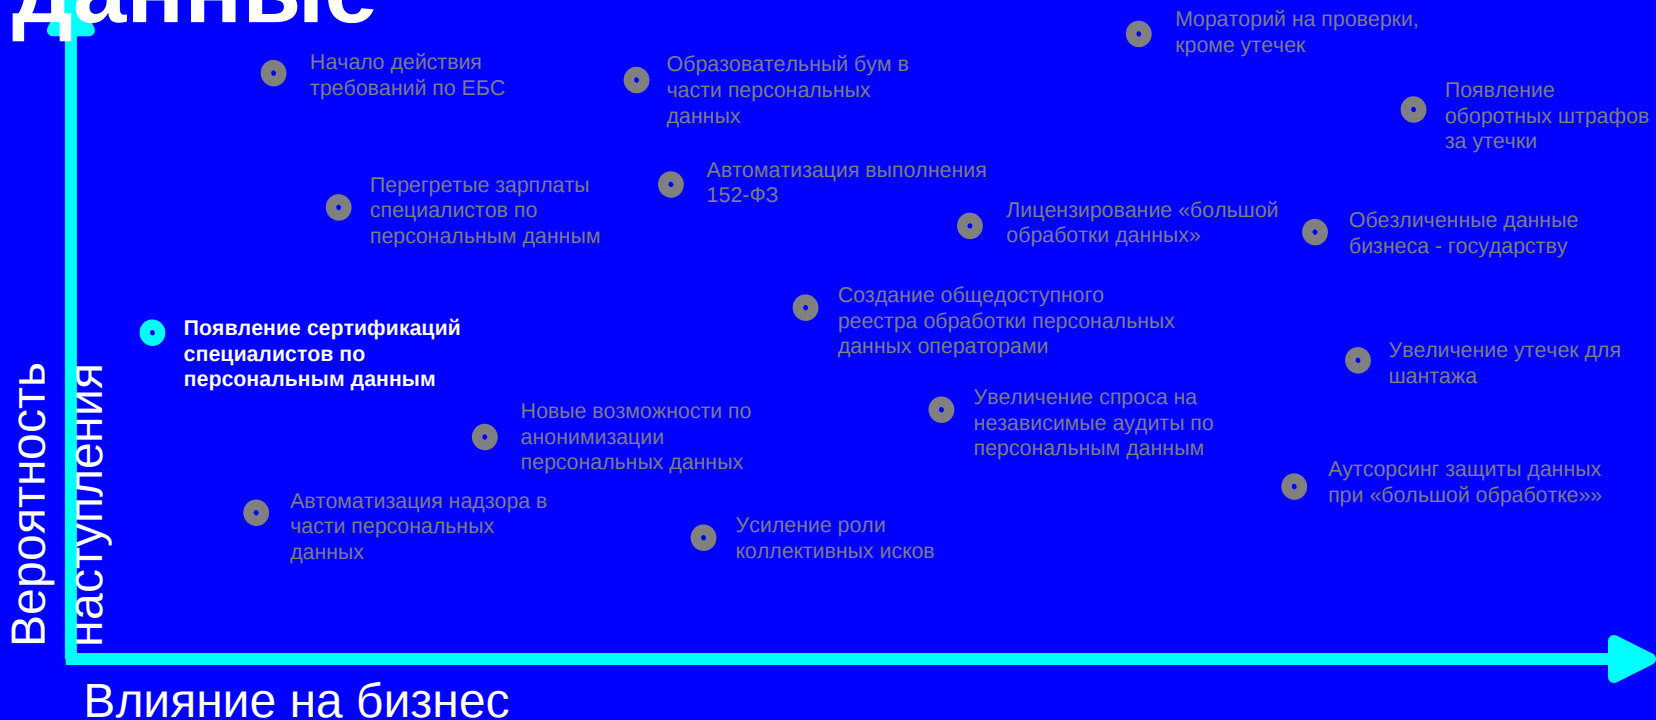 данные
Мораторий на проверки,
кроме утечек
Начало действия
требований по ЕБС
Образовательный бум в
части персональных
данных
Появление
оборотных штрафов
за утечки
Автоматизация выполнения
152-ФЗ
Перегретые зарплаты
специалистов по
персональным данным
Лицензирование «большой
обработки данных»
Обезличенные данные
бизнеса - государству
Создание общедоступного
реестра обработки персональных
данных операторами
Появление сертификаций
специалистов по
персональным данным
Увеличение утечек для
шантажа
Увеличение спроса на
независимые аудиты по
персональным данным
Новые возможности по
анонимизации
персональных данных
Аутсорсинг защиты данных
при «большой обработке»»
Автоматизация надзора в
части персональных
данных
Усиление роли
коллективных исков
Вероятность
наступления
Влияние на бизнес